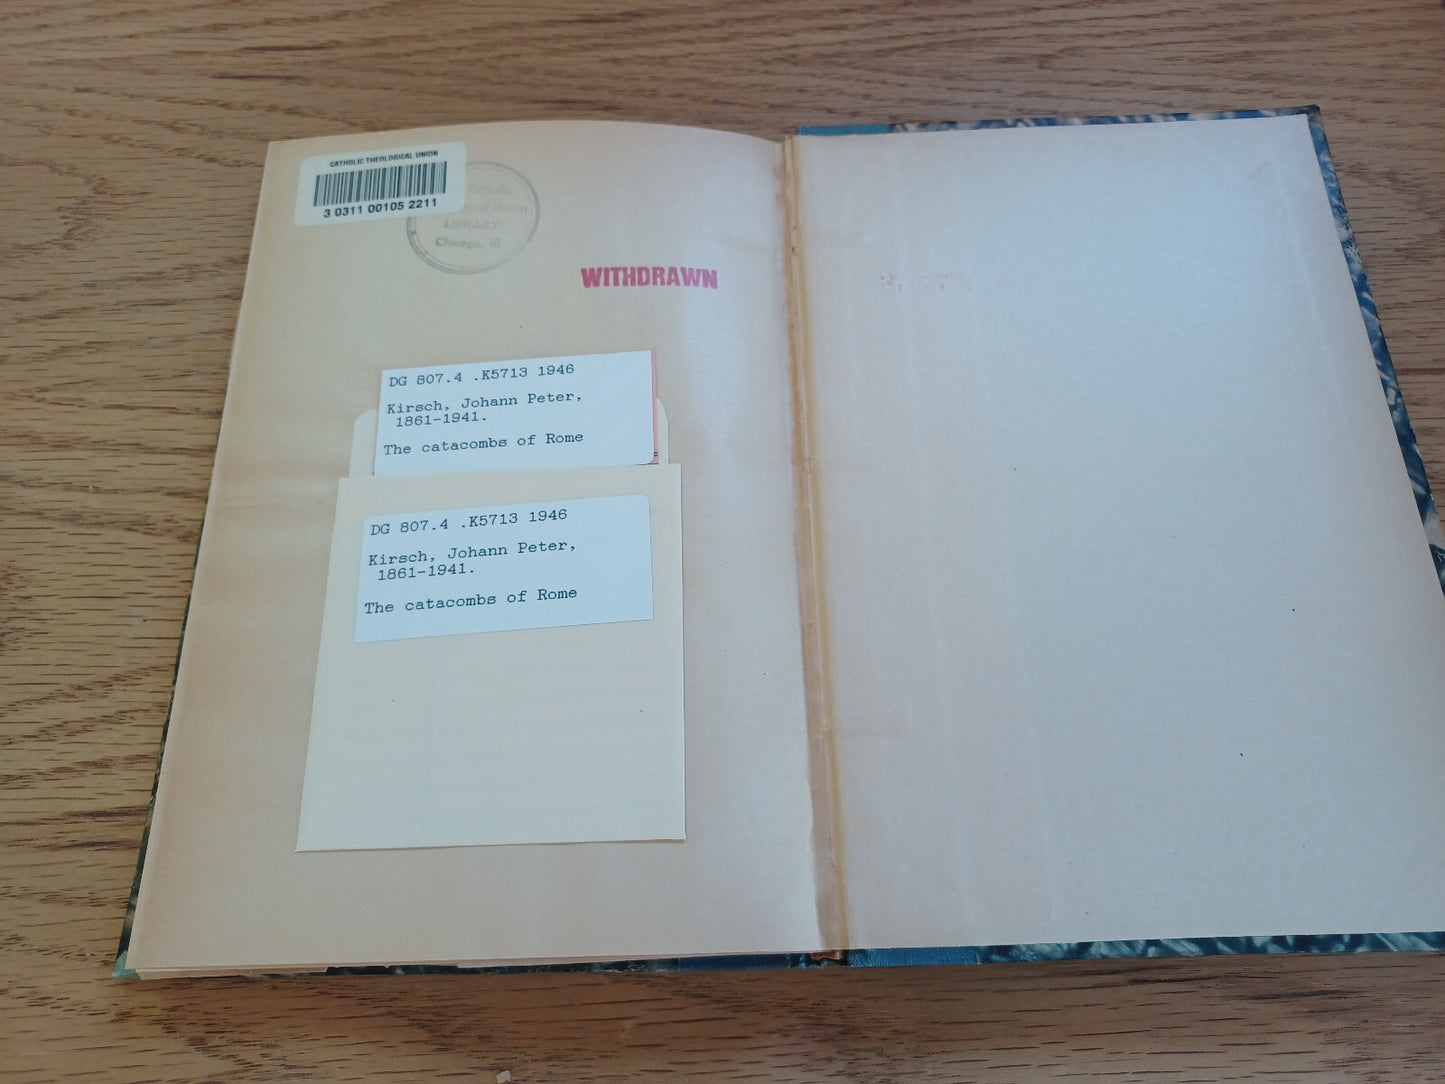 CATHOLIC THEOLOGICAL UNION
3 0311 00105 2211
Catholic
Union
LIBRARY
Chicago, Ill.
WITHDRAWN
DG 807.4 .K5713 1946
Kirsch, Johann Peter,
1861-1941.
The catacombs of Rome
DG 807.4 .K5713 1946
Kirsch, Johann Peter,
1861-1941.
The catacombs of Rome